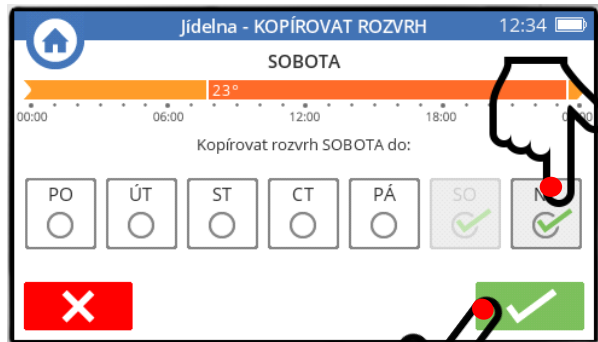 Jídelna - KOPÍROVAT ROZVRH 12:34
SOBOTA
23°
00:00 06:00 12:00 18:00
Kopírovat rozvrh SOBOTA do:
PO ÚT ST CT PÁ SO